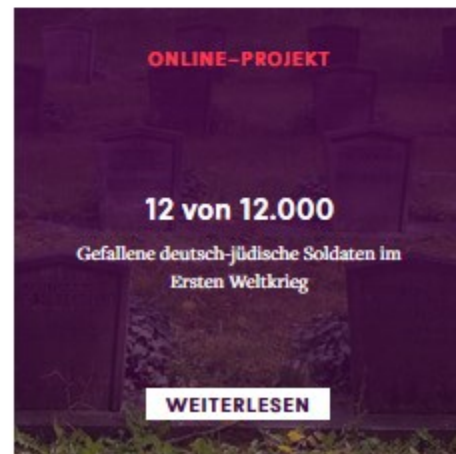 ONLINE–PROJEKT
12 von 12.000
Gefallene deutsch-jüdische Soldaten im
Ersten Weltkrieg
WEITERLESEN